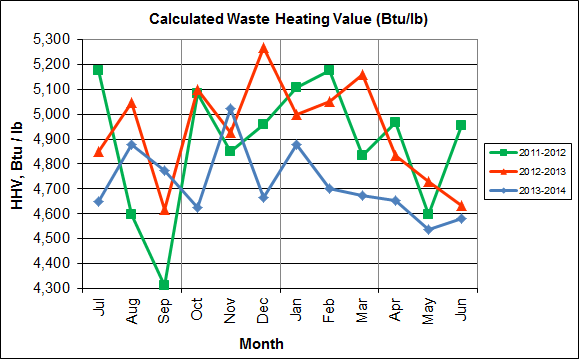 Calculated Waste Heating Value (Btu/lb)
HHV, Btu / lb
5,300
5,200
5,100
5,000
4,900
4,800
4,700
4,600
4,500
4,400
4,300
Jul
Aug
Sep
Oct
Nov
Dec
Jan
Feb
Mar
Apr
May
Jun
Month
2011-2012
2012-2013
2013-2014